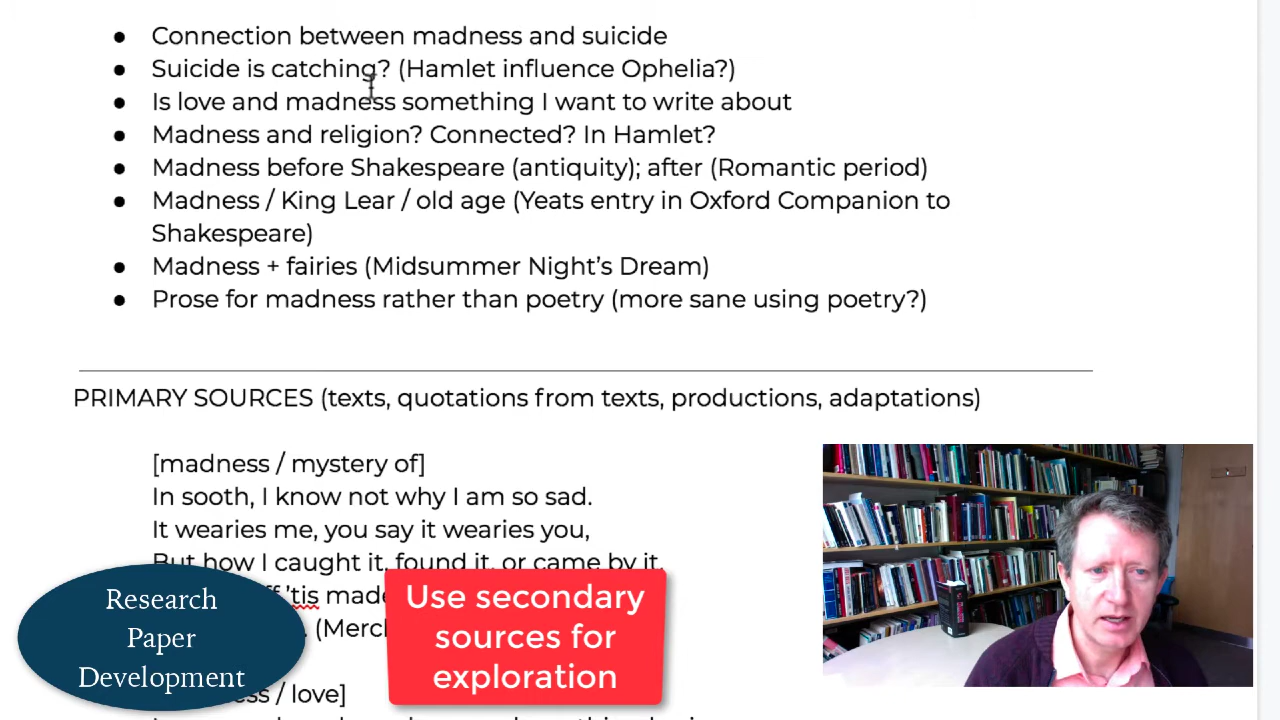 ● Connection between madness and suicide
● Suicide is catching? (Hamlet influence Ophelia?)
● Is love and madness something I want to write about
● Madness and religion? Connected? In Hamlet?
● Madness before Shakespeare (antiquity); after (Romantic period)
● Madness / King Lear / old age (Yeats entry in Oxford Companion to
Shakespeare)
● Madness + fairies (Midsummer Night's Dream)
● Prose for madness rather than poetry (more sane using poetry?)
PRIMARY SOURCES (texts, quotations from texts, productions, adaptations)
[madness / mystery of]
In sooth, I know not why I am so sad.
It wearies me, you say it wearies you,
But how I caught it, found it, or came by it,
'tis made
(Merc
/ love]
Research
Paper
Development
Use secondary
sources for
exploration